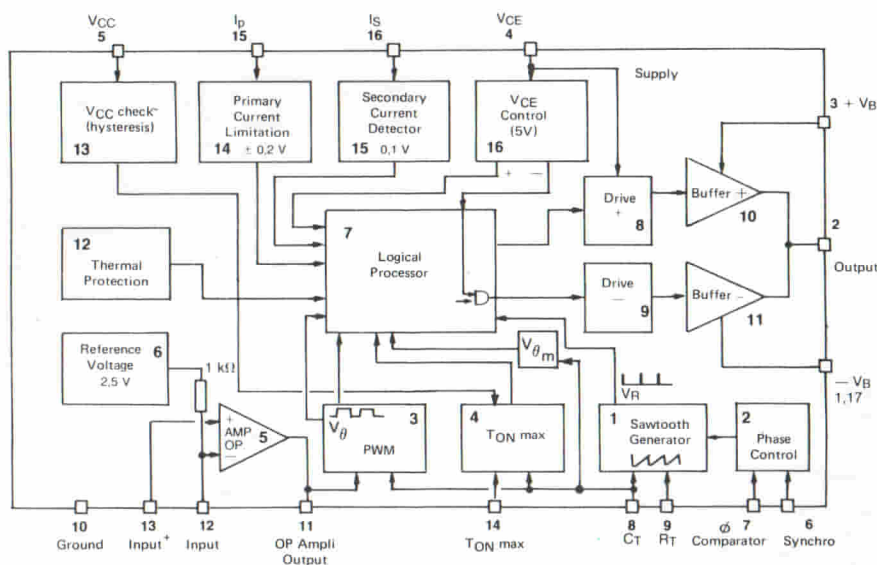 VCC
5
Ip
15
IS
16
VCE
4
Supply
VCC check
(hysteresis)
13
Primary
Current
Limitation
14 ± 0,2 V
Secondary
Current
Detector
15 0,1 V
VCE
Control
(5V)
16
+ −
3 + VB
Drive
+
8
Buffer +
10
2
Output
12
Thermal
Protection
7
Logical
Processor
Drive
—
9
Buffer -
11
Reference
Voltage
2,5 V
6
1 kΩ
Vθm
— VB
1,17
VR
+
AMP
OP.
—
5
Vθ
3
PWM
4
TON max
1
Sawtooth
Generator
2
Phase
Control
10
Ground
13
Input+
12
Input
11
OP Ampli
Output
14
TON max
8
CT
9
RT
ø 7
Comparator
6
Synchro